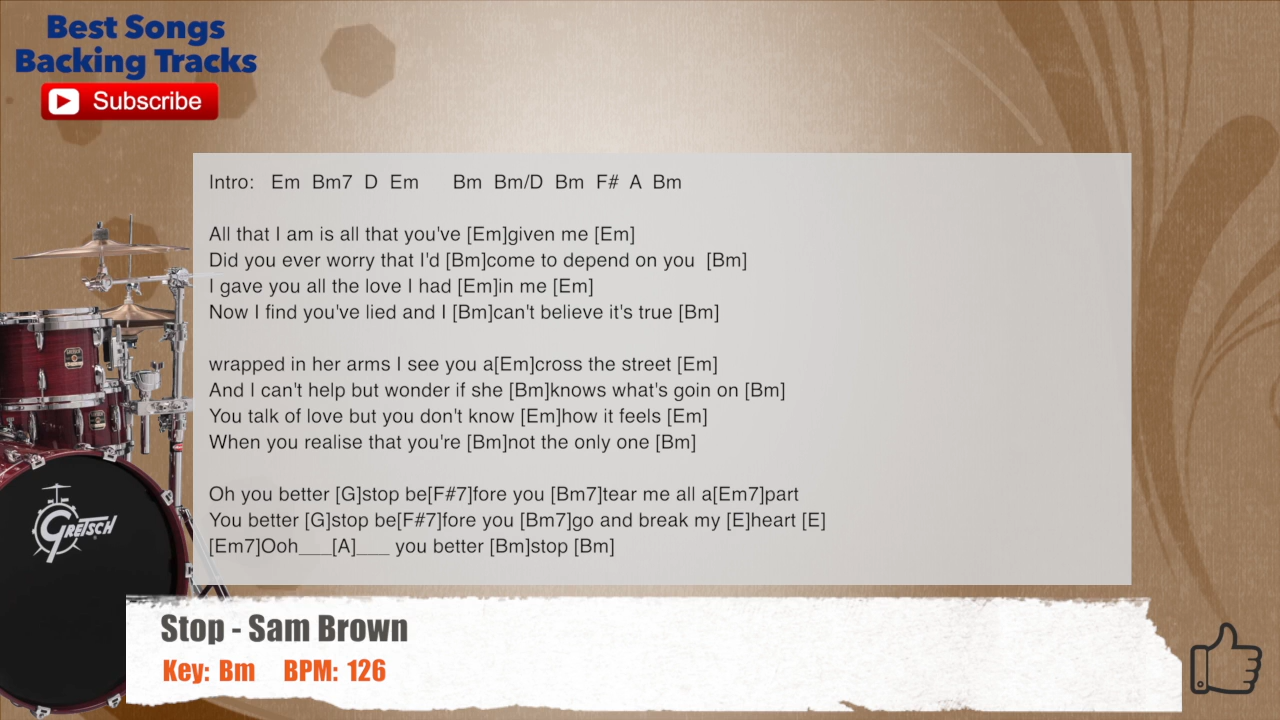 Best Songs
Backing Tracks
Subscribe
Intro:   Em  Bm7  D  Em      Bm  Bm/D  Bm  F#  A  Bm
All that I am is all that you've [Em]given me [Em]
Did you ever worry that I'd [Bm]come to depend on you  [Bm]
I gave you all the love I had [Em]in me [Em]
Now I find you've lied and I [Bm]can't believe it's true [Bm]
wrapped in her arms I see you a[Em]cross the street [Em]
And I can't help but wonder if she [Bm]knows what's goin on [Bm]
You talk of love but you don't know [Em]how it feels [Em]
When you realise that you're [Bm]not the only one [Bm]
Oh you better [G]stop be[F#7]fore you [Bm7]tear me all a[Em7]part
You better [G]stop be[F#7]fore you [Bm7]go and break my [E]heart [E]
[Em7]Ooh___[A]___ you better [Bm]stop [Bm]
GRETSCH
Stop - Sam Brown
Key: Bm    BPM: 126